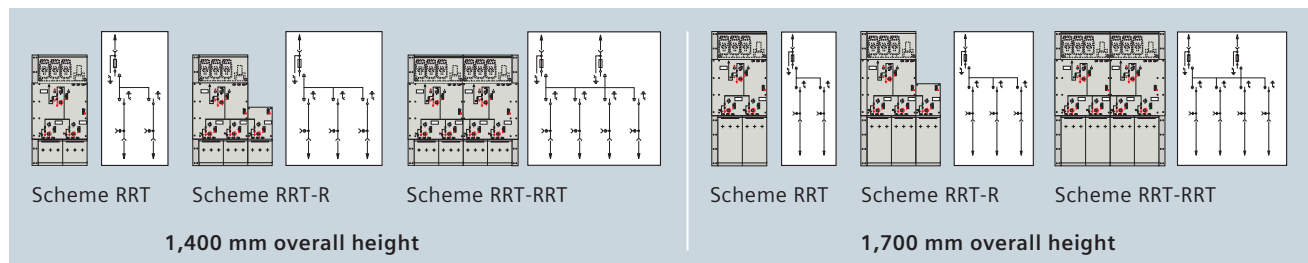 Scheme RRT
Scheme RRT-R
Scheme RRT-RRT
1,400 mm overall height
Scheme RRT
Scheme RRT-R
Scheme RRT-RRT
1,700 mm overall height